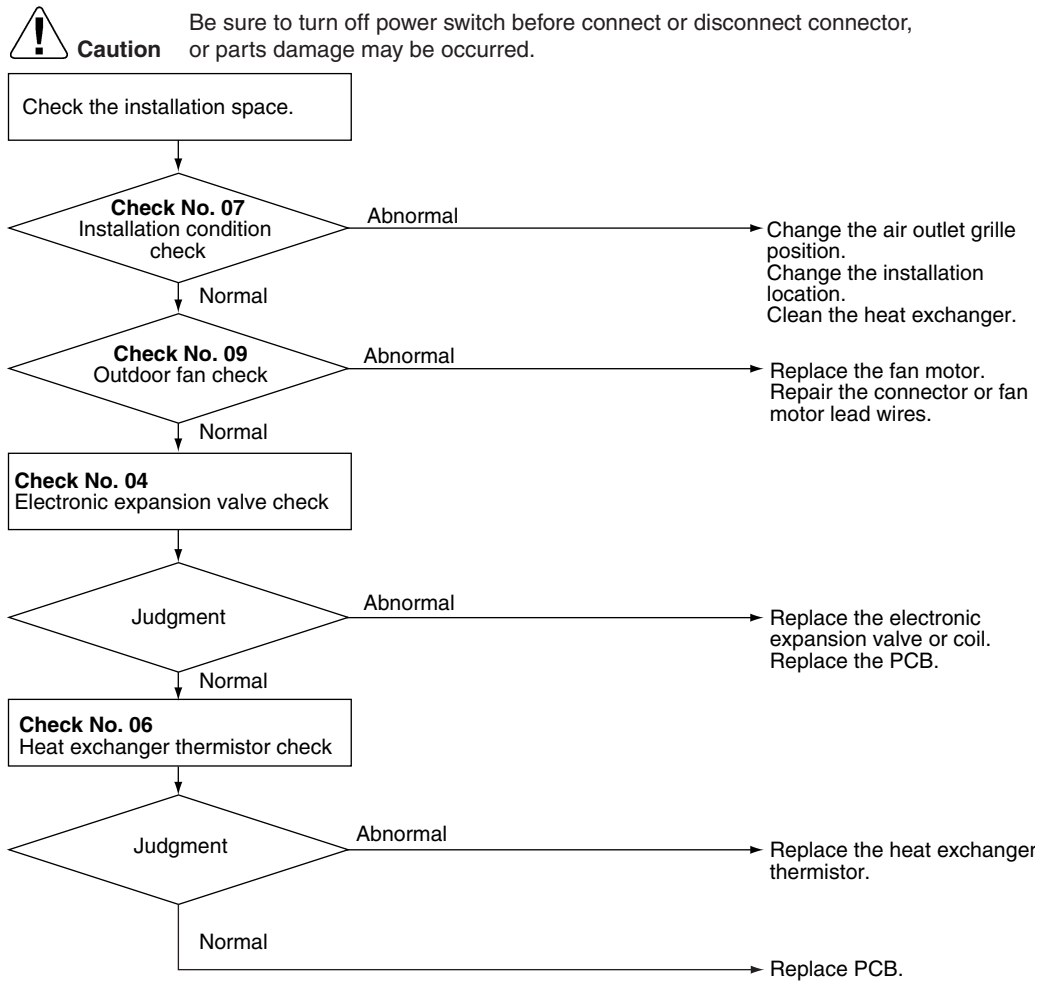 Be sure to turn off power switch before connect or disconnect connector,
Caution or parts damage may be occurred.
Check the installation space.
Check No. 07
Installation condition
check
Abnormal
Change the air outlet grille
position.
Change the installation
location.
Clean the heat exchanger.
Normal
Check No. 09
Outdoor fan check
Abnormal
Replace the fan motor.
Repair the connector or fan
motor lead wires.
Normal
Check No. 04
Electronic expansion valve check
Judgment
Abnormal
Replace the electronic
expansion valve or coil.
Replace the PCB.
Normal
Check No. 06
Heat exchanger thermistor check
Judgment
Abnormal
Replace the heat exchanger
thermistor.
Normal
Replace PCB.